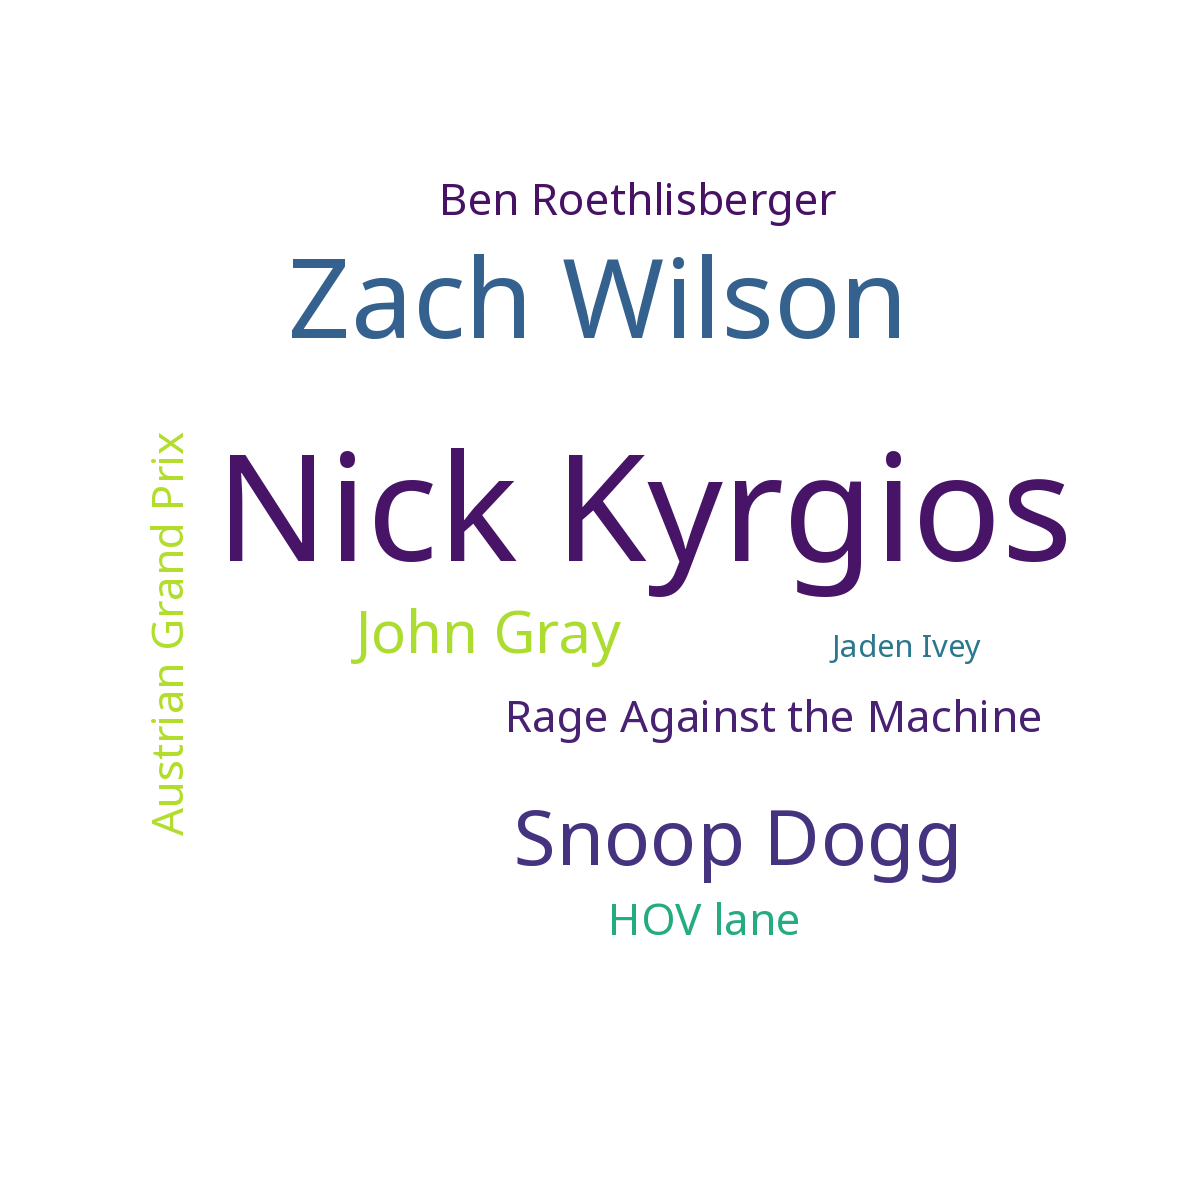 Ben Roethlisberger
Zach Wilson
Nick Kyrgios
Austrian Grand Prix
John Gray
Jaden Ivey
Rage Against the Machine
Snoop Dogg
HOV lane